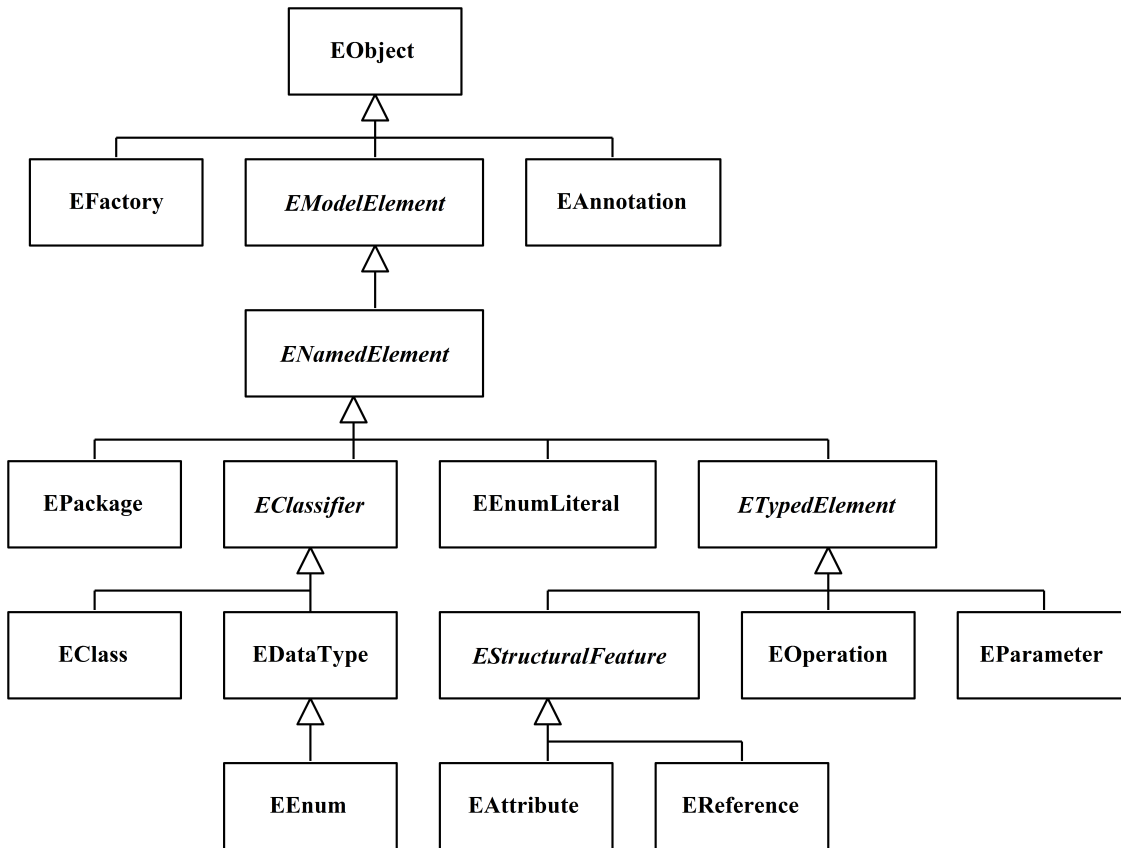 EObject
EFactory
EModelElement
EAnnotation
ENamedElement
EPackage
EClassifier
EEnumLiteral
ETypedElement
EClass
EDataType
EStructuralFeature
EOperation
EParameter
EEnum
EAttribute
EReference